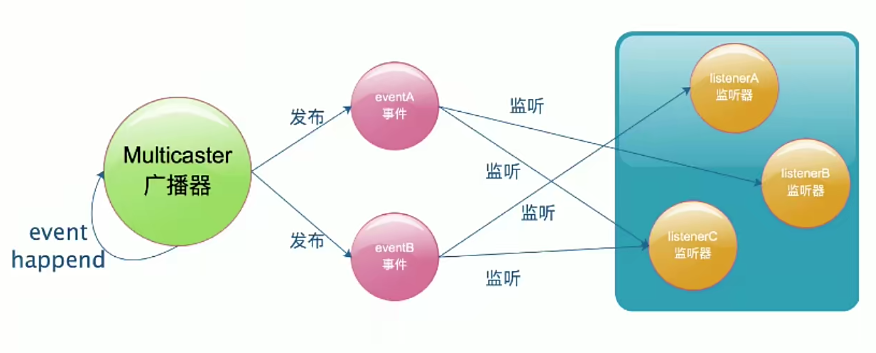 Multicaster
广播器
event
happend
发布
发布
eventA
事件
eventB
事件
监听
监听
监听
监听
listenerA
监听器
listenerB
监听器
listenerC
监听器